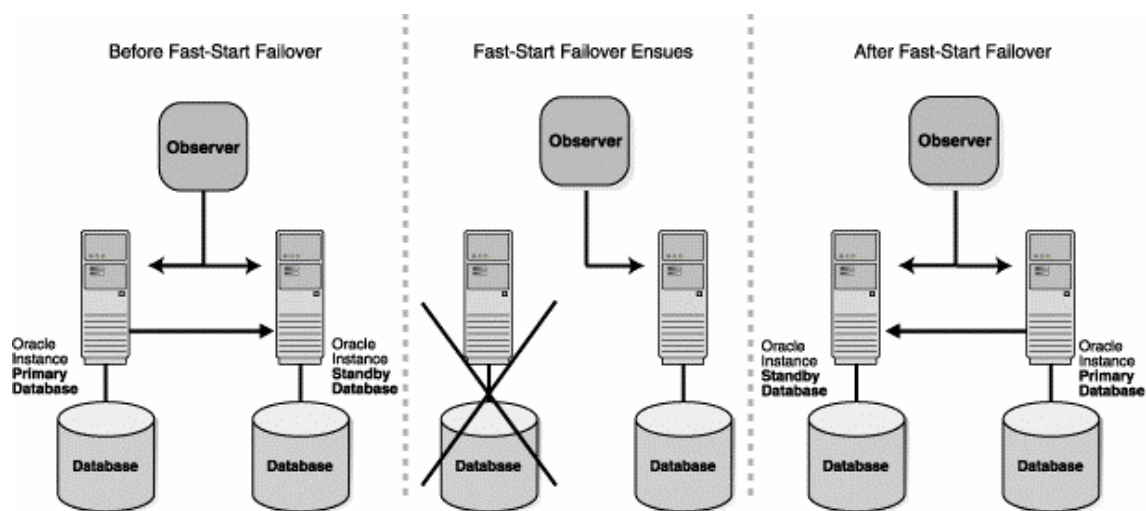 Before Fast-Start Failover
Fast-Start Failover Ensues
After Fast-Start Failover
Observer
Observer
Observer
Oracle
Instance
Primary
Database
Oracle
Instance
Standby
Database
Oracle
Instance
Standby
Database
Oracle
Instance
Primary
Database
Database
Database
Database
Database
Database
Database